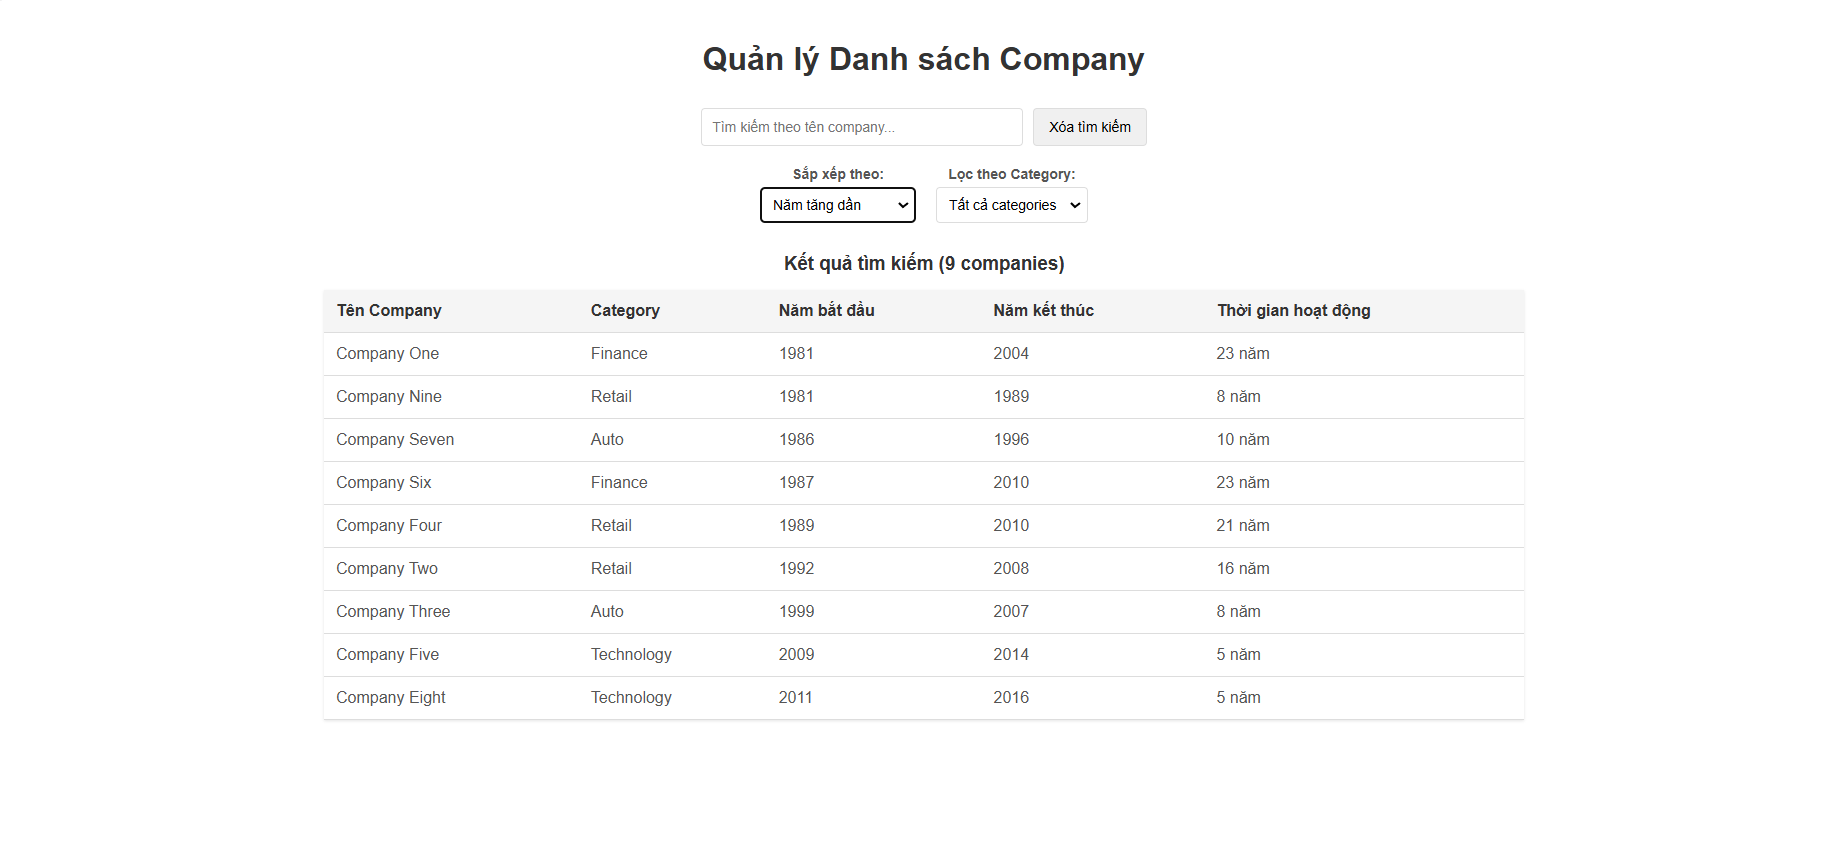 Quản lý Danh sách Company
Tìm kiếm theo tên company...
Xóa tìm kiếm
Sắp xếp theo: Lọc theo Category:
Năm tăng dần Tất cả categories
Kết quả tìm kiếm (9 companies)
Tên Company Category Năm bắt đầu Năm kết thúc Thời gian hoạt động
Company One Finance 1981 2004 23 năm
Company Nine Retail 1981 1989 8 năm
Company Seven Auto 1986 1996 10 năm
Company Six Finance 1987 2010 23 năm
Company Four Retail 1989 2010 21 năm
Company Two Retail 1992 2008 16 năm
Company Three Auto 1999 2007 8 năm
Company Five Technology 2009 2014 5 năm
Company Eight Technology 2011 2016 5 năm